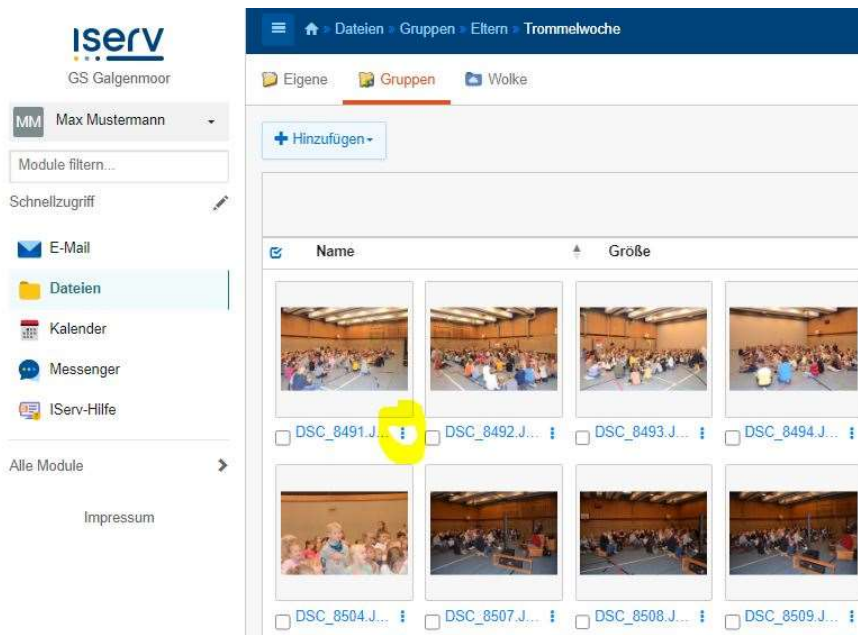 ISerV
GS Galgenmoor
MM Max Mustermann
Module filtern...
Schnellzugriff
E-Mail
Dateien
Kalender
Messenger
IServ-Hilfe
Alle Module
Impressum
» Dateien » Gruppen » Eltern » Trommelwoche
Eigene Gruppen Wolke
Hinzufügen
Name Größe
DSC_8491.J... DSC_8492.J... DSC_8493.J... DSC_8494.J...
DSC_8504.J... DSC_8507.J... DSC_8508.J... DSC_8509.J...